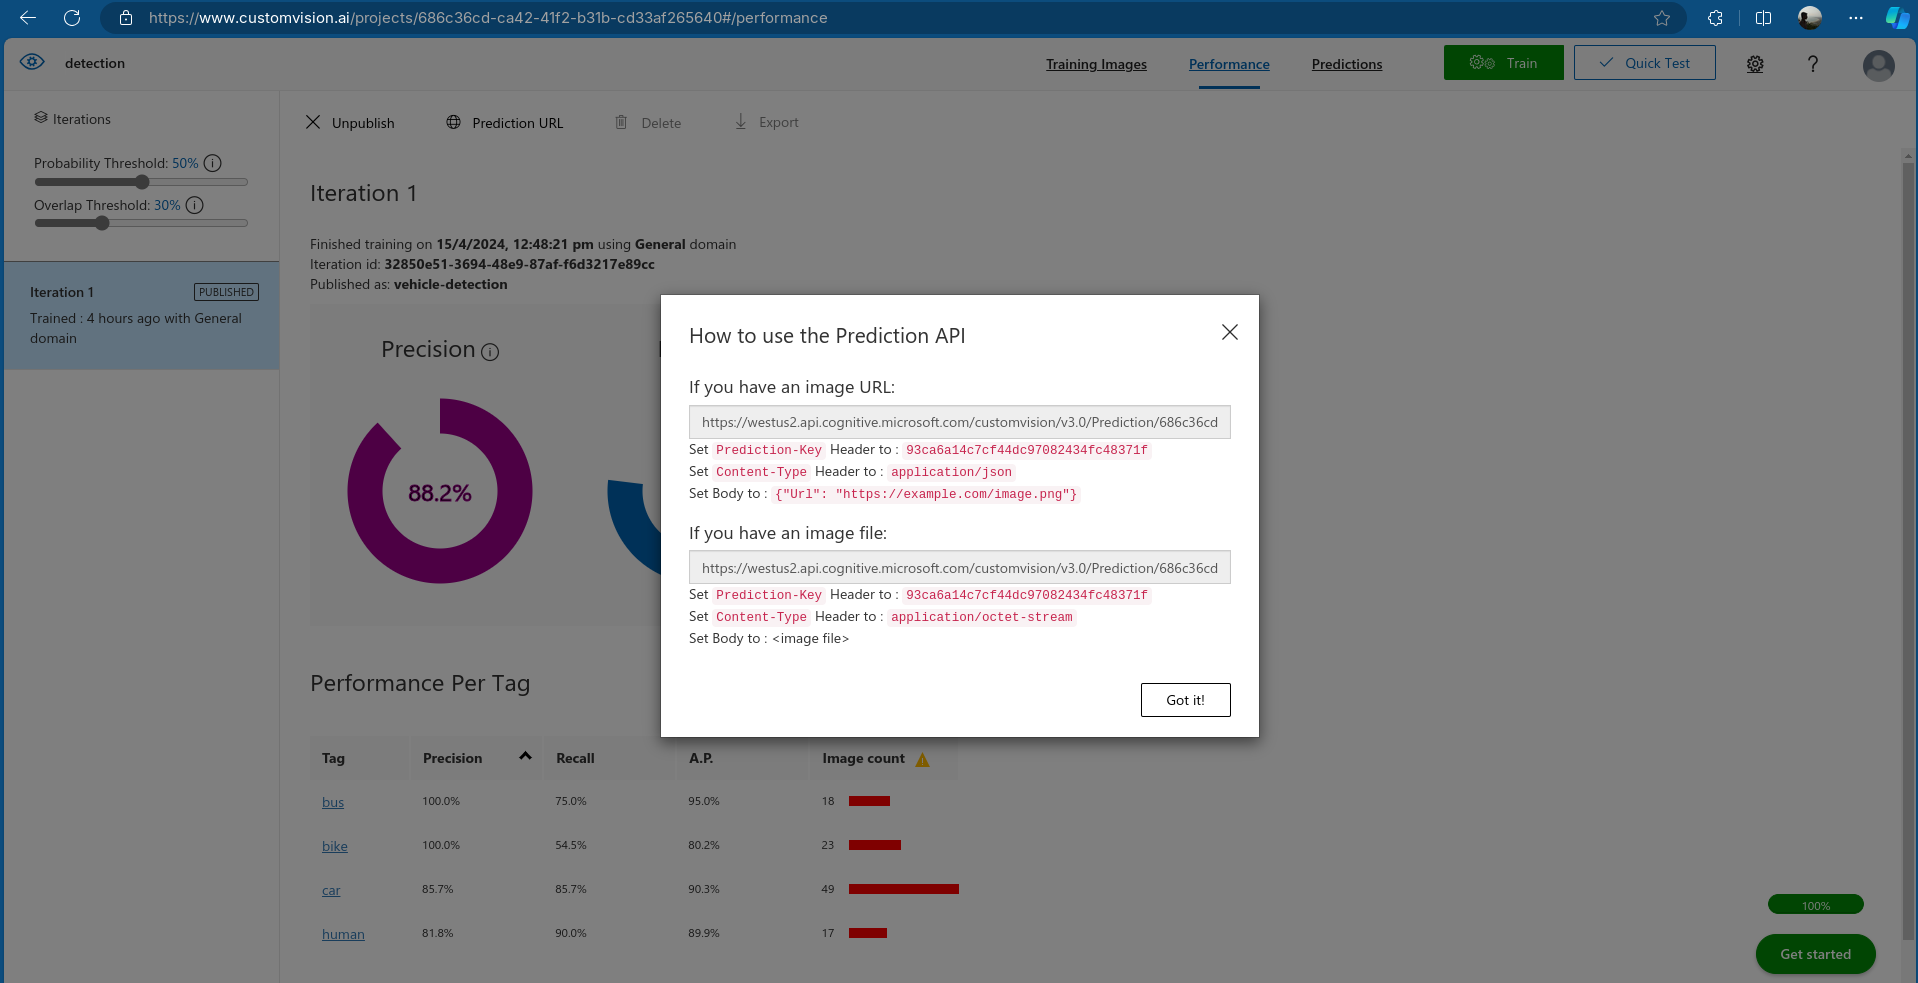 https://www.customvision.ai/projects/686c36cd-ca42-41f2-b31b-cd33af265640#/performance
detection
Training Images
Performance
Predictions
Train
Quick Test
?
Iterations
Unpublish
Prediction URL
Delete
Export
Probability Threshold: 50%
Overlap Threshold: 30%
Iteration 1
Finished training on 15/4/2024, 12:48:21 pm using General domain
Iteration id: 32850e51-3694-48e9-87af-f6d3217e89cc
Published as: vehicle-detection
Iteration 1
PUBLISHED
Trained : 4 hours ago with General
domain
Precision
88.2%
How to use the Prediction API
If you have an image URL:
https://westus2.api.cognitive.microsoft.com/customvision/v3.0/Prediction/686c36cd
Set Prediction-Key Header to : 93ca6a14c7cf44dc97082434fc48371f
Set Content-Type Header to : application/json
Set Body to : {"Url": "https://example.com/image.png"}
If you have an image file:
https://westus2.api.cognitive.microsoft.com/customvision/v3.0/Prediction/686c36cd
Set Prediction-Key Header to : 93ca6a14c7cf44dc97082434fc48371f
Set Content-Type Header to : application/octet-stream
Set Body to : <image file>
Got it!
Performance Per Tag
Tag Precision Recall A.P. Image count
bus 100.0% 75.0% 95.0% 18
bike 100.0% 54.5% 80.2% 23
car 85.7% 85.7% 90.3% 49
human 81.8% 90.0% 89.9% 17
100%
Get started